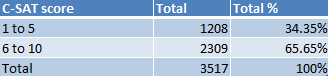 C-SAT score Total Total %
1 to 5 1208 34.35%
6 to 10 2309 65.65%
Total 3517 100%